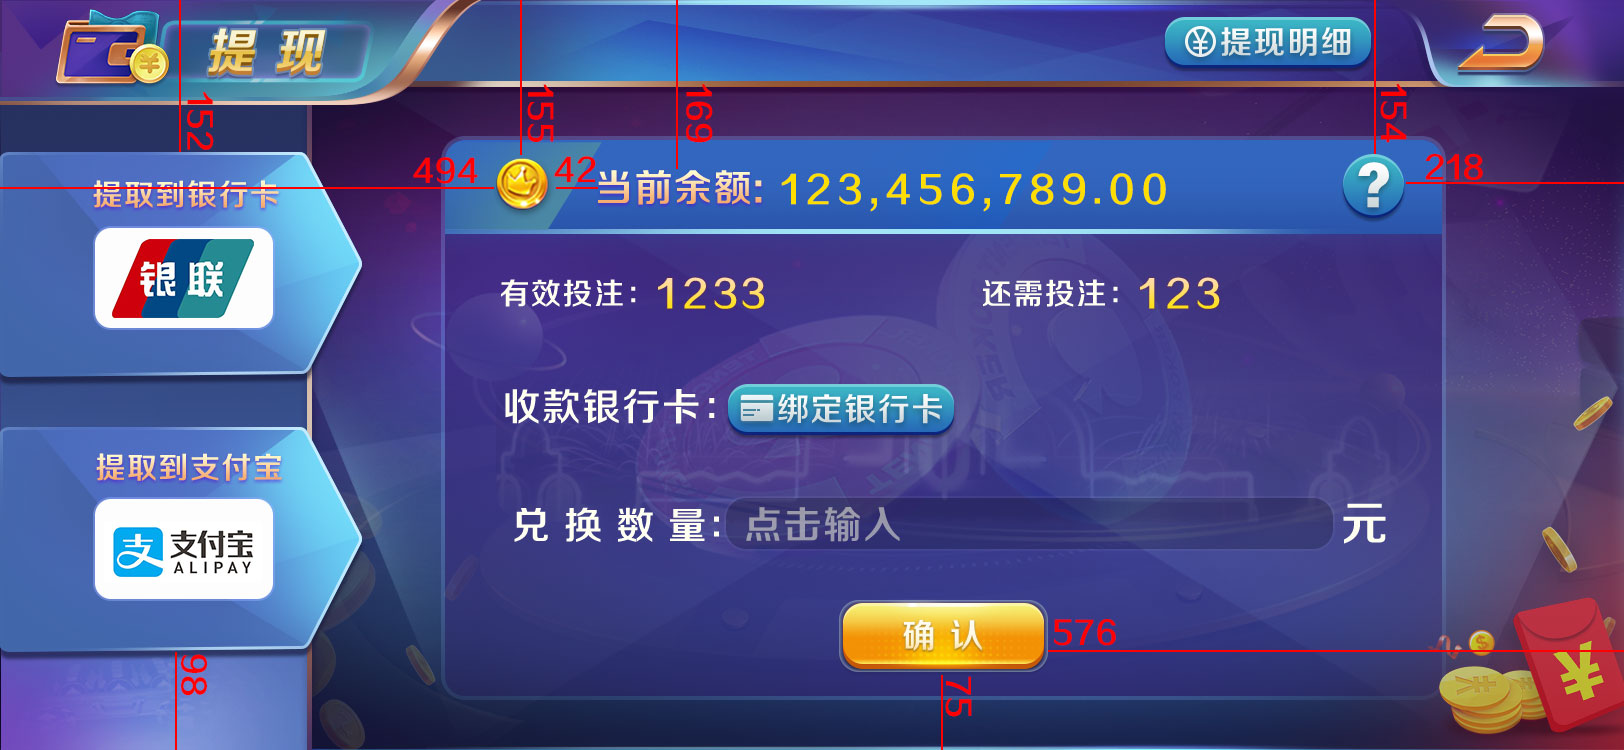 提 现
提现明细
152
155
169
154
提取到银行卡
银联
494
42
当前余额: 123,456,789.00
?
218
有效投注: 1233
还需投注: 123
收款银行卡:
绑定银行卡
提取到支付宝
支 支付宝
ALIPAY
兑 换 数 量:
点击输入
元
确 认
576
98
75